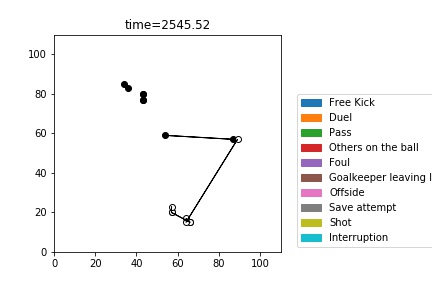 time=2545.52
100
80
60
40
20
0
0 20 40 60 80 100
Free Kick
Duel
Pass
Others on the ball
Foul
Goalkeeper leaving l
Offside
Save attempt
Shot
Interruption